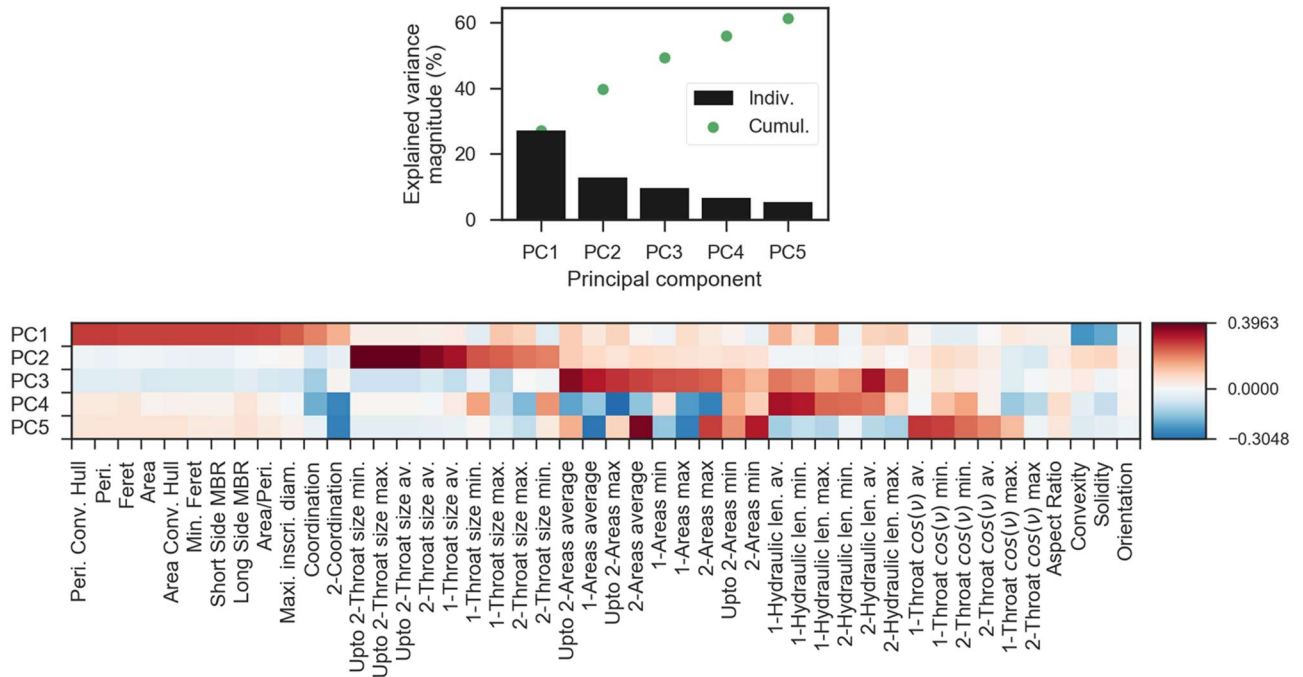 Explained variance
magnitude (%)
60
40
20
0
Indiv.
Cumul.
PC1 PC2 PC3 PC4 PC5
Principal component
PC1
PC2
PC3
PC4
PC5
0.3963
0.0000
-0.3048
Peri. Conv. Hull
Peri.
Feret
Area
Area Conv. Hull
Min. Feret
Short Side MBR
Long Side MBR
Area/Peri.
Maxi. inscri. diam.
Coordination
2-Coordination
Upto 2-Throat size min.
Upto 2-Throat size max.
Upto 2-Throat size av.
2-Throat size av.
1-Throat size av.
1-Throat size min.
1-Throat size max.
2-Throat size max.
2-Throat size min.
Upto 2-Areas average
1-Areas average
Upto 2-Areas max
2-Areas average
1-Areas min
1-Areas max
2-Areas max
Upto 2-Areas min
2-Areas min
1-Hydraulic len. av.
1-Hydraulic len. min.
1-Hydraulic len. max.
2-Hydraulic len. min.
2-Hydraulic len. av.
2-Hydraulic len. max.
1-Throat cos(ν) av.
1-Throat cos(ν) min.
2-Throat cos(ν) min.
2-Throat cos(ν) av.
1-Throat cos(ν) max
2-Throat cos(ν) max.
Aspect Ratio
Convexity
Solidity
Orientation